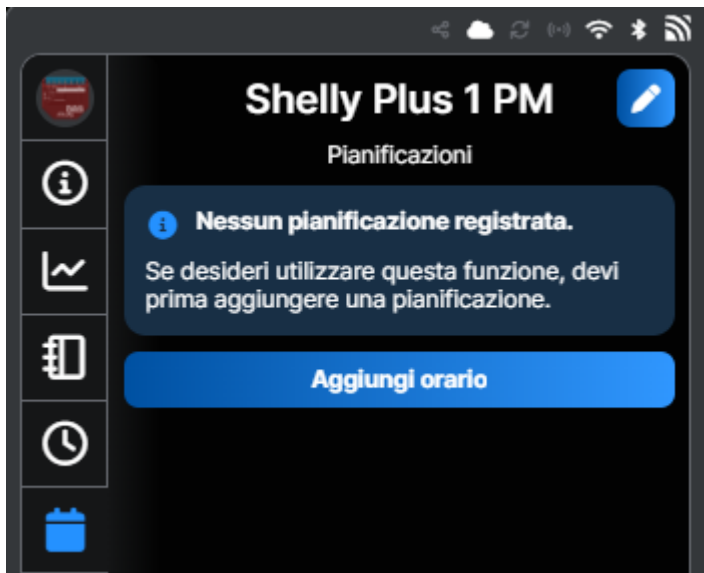 Shelly Plus 1 PM
Pianificazioni
Nessun pianificazione registrata.
Se desideri utilizzare questa funzione, devi
prima aggiungere una pianificazione.
Aggiungi orario